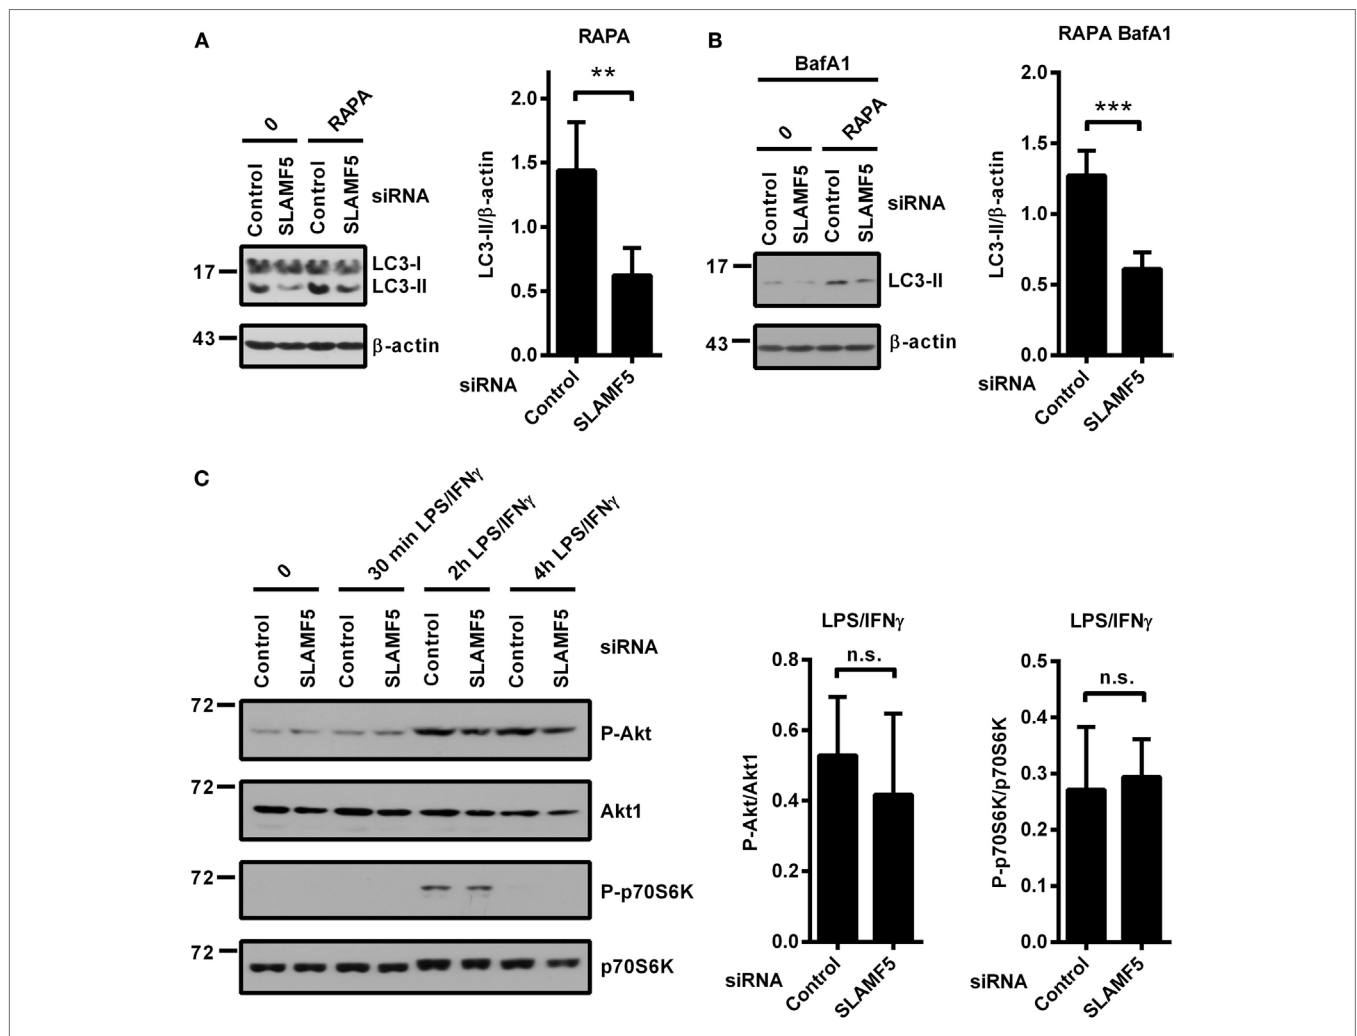 A
0
RAPA
Control
SLAMF5
Control
SLAMF5
siRNA
17
LC3-I
LC3-II
43
β-actin
RAPA
**
LC3-II/β-actin
2.0
1.5
1.0
0.5
0.0
siRNA
Control
SLAMF5
B
BafA1
0
RAPA
Control
SLAMF5
Control
SLAMF5
siRNA
17
LC3-II
43
β-actin
RAPA BafA1
***
LC3-II/β-actin
2.0
1.5
1.0
0.5
0.0
siRNA
Control
SLAMF5
C
0
30 min LPS/IFNγ
2h LPS/IFNγ
4h LPS/IFNγ
Control
SLAMF5
Control
SLAMF5
Control
SLAMF5
Control
SLAMF5
siRNA
72
P-Akt
72
Akt1
72
P-p70S6K
72
p70S6K
LPS/IFNγ
n.s.
P-Akt/Akt1
0.8
0.6
0.4
0.2
0.0
siRNA
Control
SLAMF5
LPS/IFNγ
n.s.
P-p70S6K/p70S6K
0.5
0.4
0.3
0.2
0.1
0.0
siRNA
Control
SLAMF5